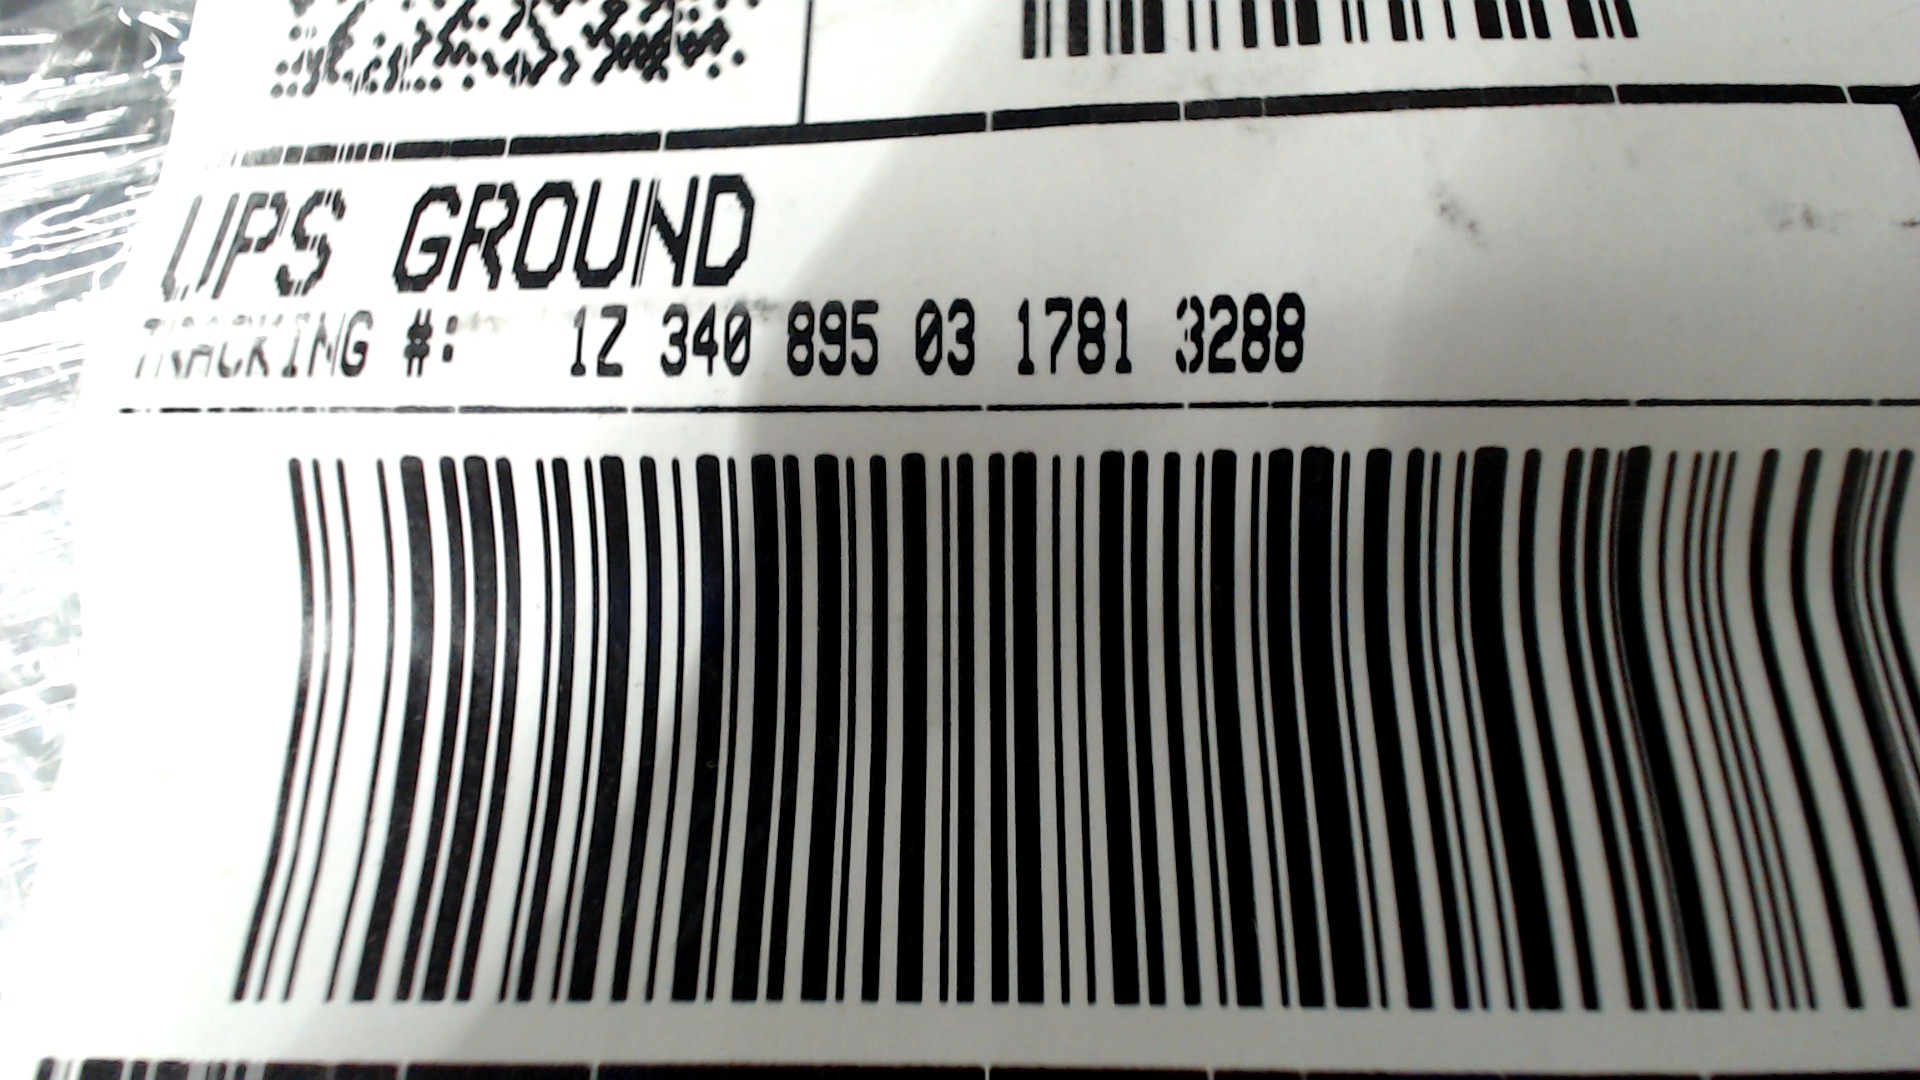 UPS GROUND
TRACKING #: 1Z 340 895 03 1781 3288